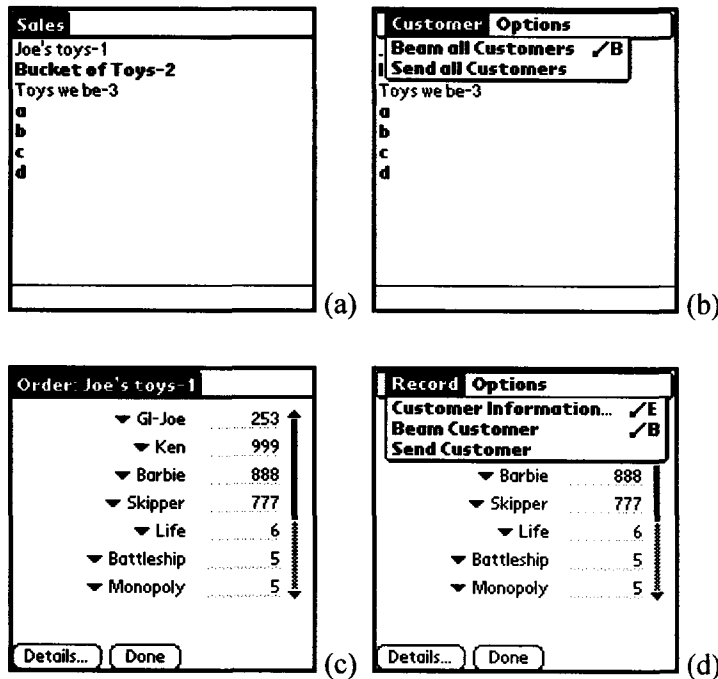 Sales
Joe's toys-1
Bucket of Toys-2
Toys we be-3
a
b
c
d
(a)
Customer Options
Beam all Customers ✓B
Send all Customers
Toys we be-3
a
b
c
d
(b)
Order: Joe's toys-1
GI-Joe 253
Ken 999
Barbie 888
Skipper 777
Life 6
Battleship 5
Monopoly 5
Details... Done
(c)
Record Options
Customer Information... ✓E
Beam Customer ✓B
Send Customer
Barbie 888
Skipper 777
Life 6
Battleship 5
Monopoly 5
Details... Done
(d)